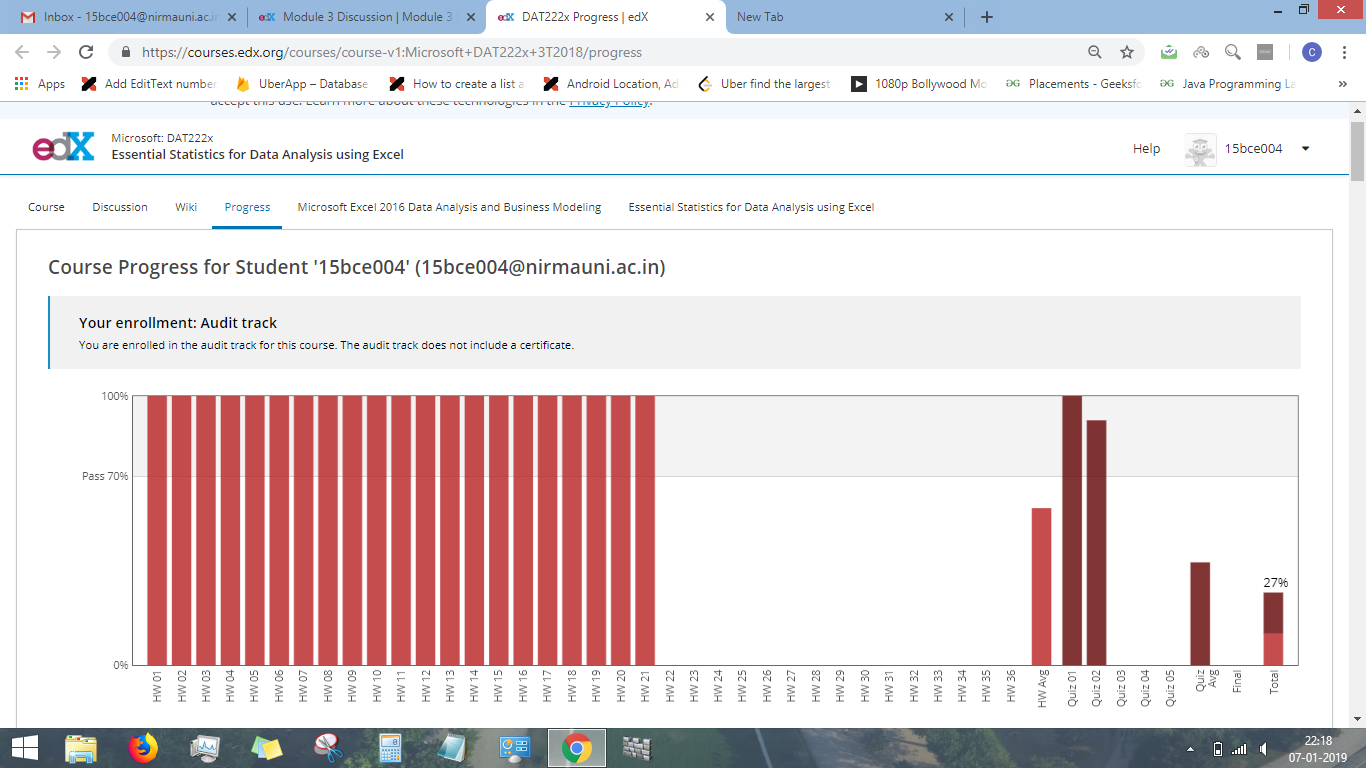 Inbox - 15bce004@nirmauni.ac.i
Module 3 Discussion | Module 3
edX
DAT222x Progress | edX
New Tab
https://courses.edx.org/courses/course-v1:Microsoft+DAT222x+3T2018/progress
C
Apps
Add EditText number
UberApp – Database
How to create a list a
Android Location, Ad
Uber find the largest
1080p Bollywood Mo
Placements - Geeksfo
Java Programming La
»
accept this use. Learn more about these technologies in the Privacy Policy.
edX
Microsoft: DAT222x
Essential Statistics for Data Analysis using Excel
Help
15bce004
Course
Discussion
Wiki
Progress
Microsoft Excel 2016 Data Analysis and Business Modeling
Essential Statistics for Data Analysis using Excel
Course Progress for Student '15bce004' (15bce004@nirmauni.ac.in)
Your enrollment: Audit track
You are enrolled in the audit track for this course. The audit track does not include a certificate.
100%
Pass 70%
0%
27%
HW 01
HW 02
HW 03
HW 04
HW 05
HW 06
HW 07
HW 08
HW 09
HW 10
HW 11
HW 12
HW 13
HW 14
HW 15
HW 16
HW 17
HW 18
HW 19
HW 20
HW 21
HW 22
HW 23
HW 24
HW 25
HW 26
HW 27
HW 28
HW 29
HW 30
HW 31
HW 32
HW 33
HW 34
HW 35
HW 36
HW Avg
Quiz 01
Quiz 02
Quiz 03
Quiz 04
Quiz 05
Quiz
Avg
Final
Total
22:18
07-01-2019